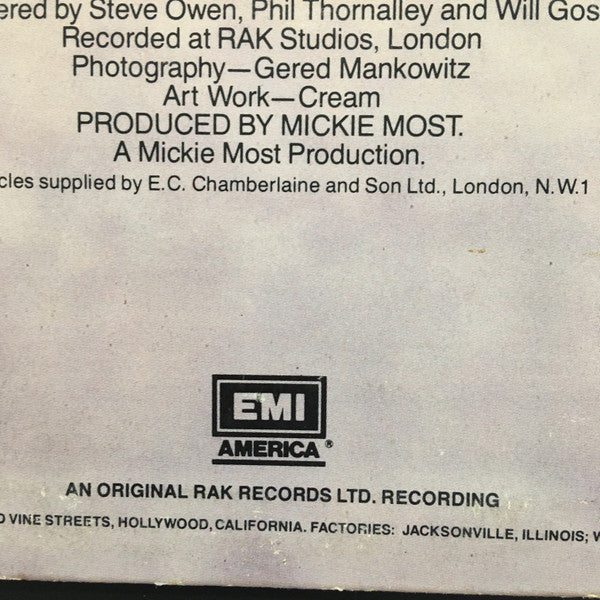 ered by Steve Owen, Phil Thornalley and Will Gos
Recorded at RAK Studios, London
Photography—Gered Mankowitz
Art Work—Cream
PRODUCED BY MICKIE MOST.
A Mickie Most Production.
cles supplied by E.C. Chamberlaine and Son Ltd., London, N.W.1
EMI
AMERICA®
AN ORIGINAL RAK RECORDS LTD. RECORDING
D VINE STREETS, HOLLYWOOD, CALIFORNIA. FACTORIES: JACKSONVILLE, ILLINOIS; W